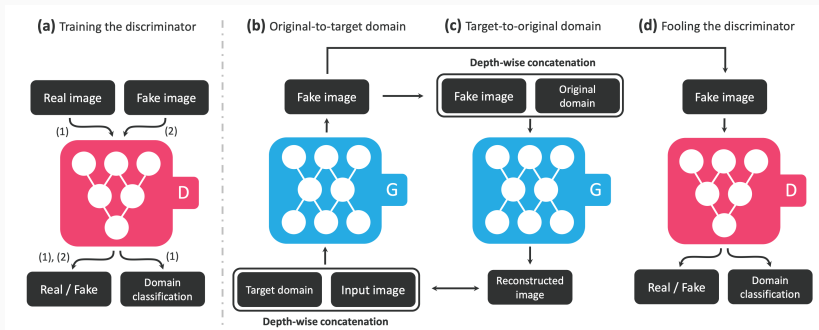 (a) Training the discriminator
(b) Original-to-target domain
(c) Target-to-original domain
(d) Fooling the discriminator
Real image
Fake image
(1)
(2)
D
(1), (2)
(1)
Real / Fake
Domain
classification
Fake image
G
Target domain
Input image
Depth-wise concatenation
Depth-wise concatenation
Fake image
Original
domain
G
Reconstructed
image
Fake image
D
Real / Fake
Domain
classification